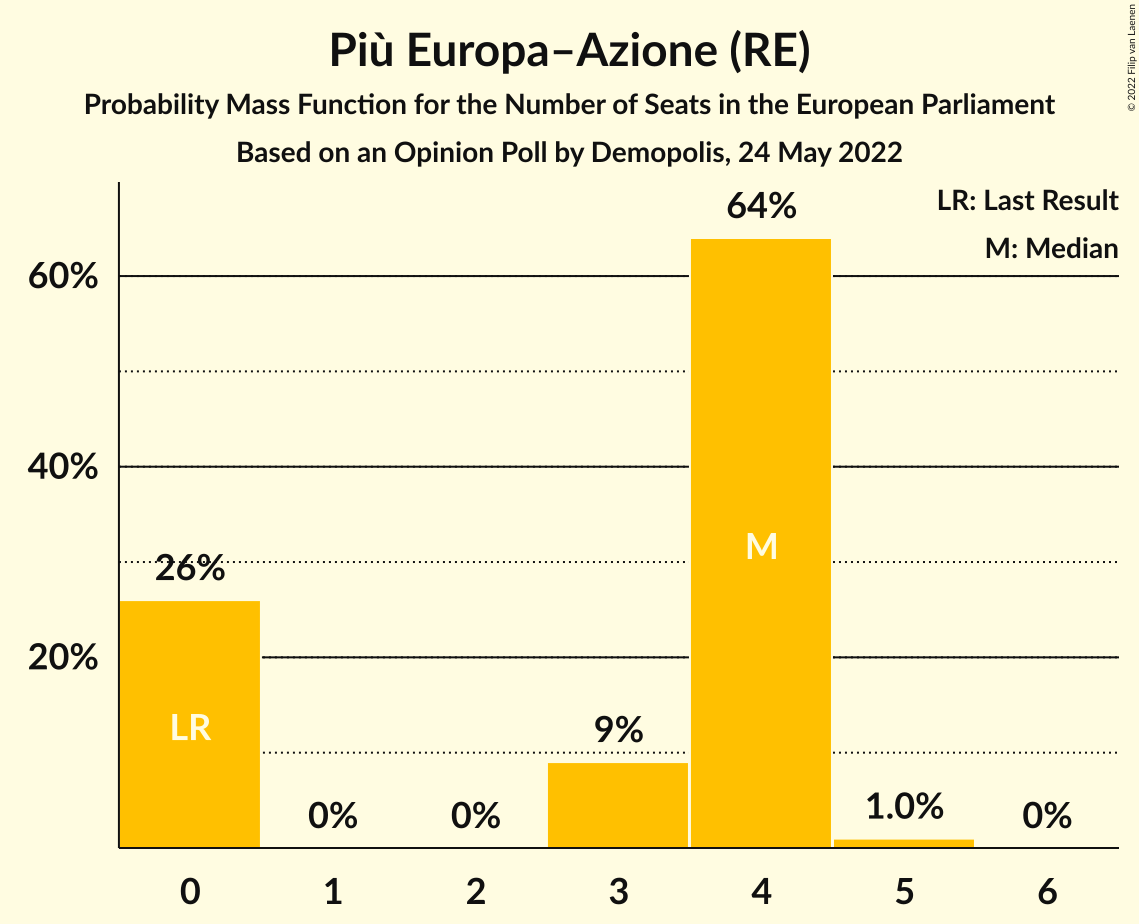 Più Europa–Azione (RE)
Probability Mass Function for the Number of Seats in the European Parliament
Based on an Opinion Poll by Demopolis, 24 May 2022
© 2022 Filip van Laenen
LR: Last Result
M: Median
64%
60%
40%
26%
20%
9%
1.0%
0%
0%
0%
M
LR
0
1
2
3
4
5
6